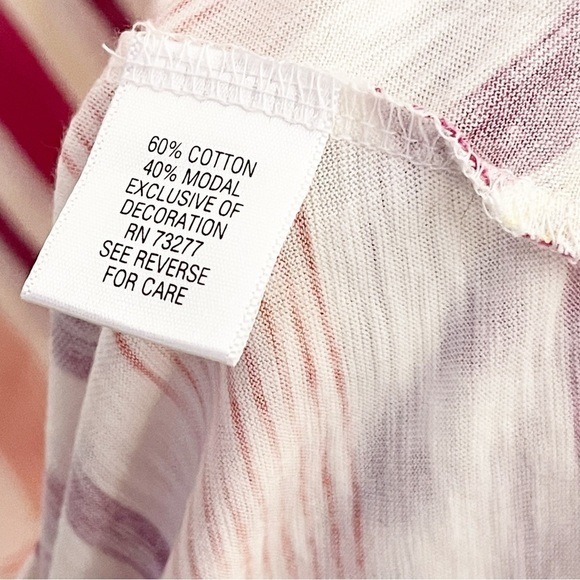 60% COTTON
40% MODAL
EXCLUSIVE OF
DECORATION
RN 73277
SEE REVERSE
FOR CARE